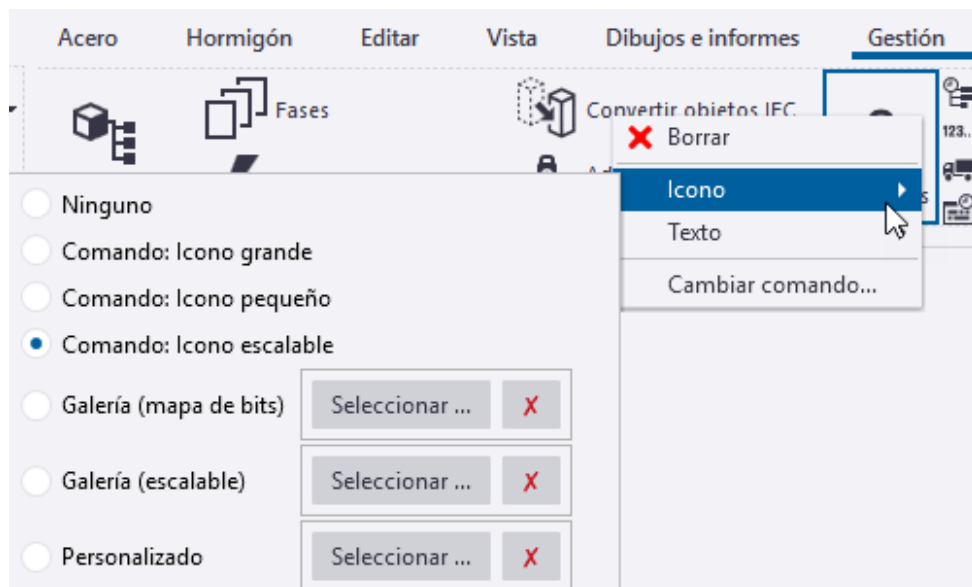 Acero Hormigón Editar Vista Dibujos e informes Gestión
Fases
Convertir objetos IFC
123..
Borrar
Icono
Texto
Cambiar comando...
Ninguno
Comando: Icono grande
Comando: Icono pequeño
Comando: Icono escalable
Galería (mapa de bits) Seleccionar ... ✗
Galería (escalable) Seleccionar ... ✗
Personalizado Seleccionar ... ✗